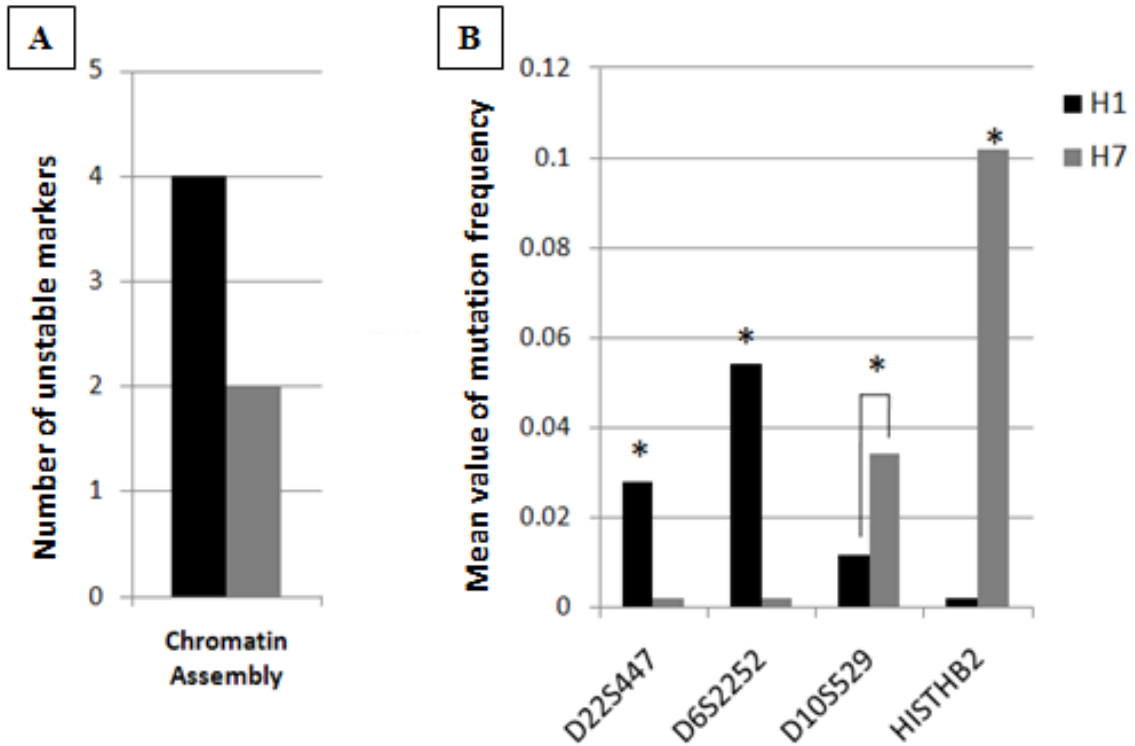 A
Number of unstable markers
5
4
3
2
1
0
Chromatin
Assembly
B
Mean value of mutation frequency
0.12
0.1
0.08
0.06
0.04
0.02
0
*
*
*
*
D22S447
D6S2252
D10S529
HISTHB2
H1
H7